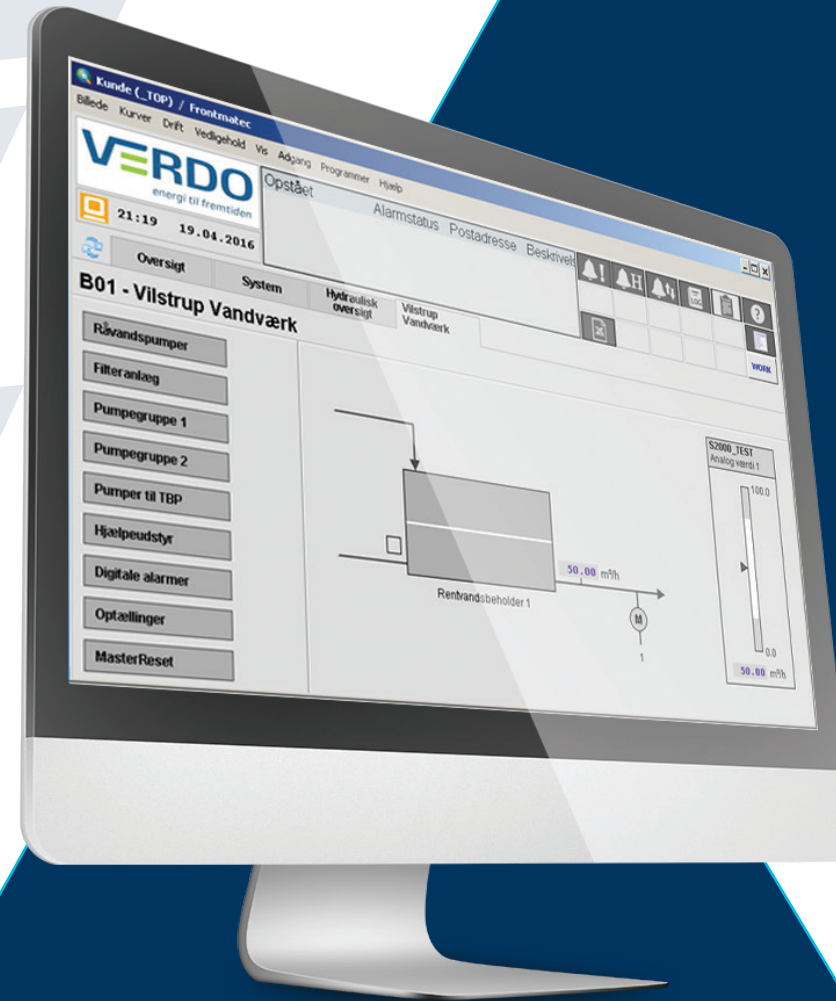 Kunde (_TOP) / Frontmatec
Billede Kurver Drift Vedligehold Vis Adgang Programmer Hjælp
VERDO
energi til fremtiden
21:19 19.04.2016
Opstået Alarmstatus Postadresse Beskrivels
H
LOG
?
WORK
Oversigt
System
Hydraulisk
oversigt
Vilstrup
Vandværk
B01 - Vilstrup Vandværk
Råvandspumper
Filteranlæg
Pumpegruppe 1
Pumpegruppe 2
Pumper til TBP
Hjælpeudstyr
Digitale alarmer
Optællinger
MasterReset
Rentvandsbeholder 1
50.00 m³/h
M
1
S2000_TEST
Analog værdi 1
100.0
0.0
50.00 m³/h